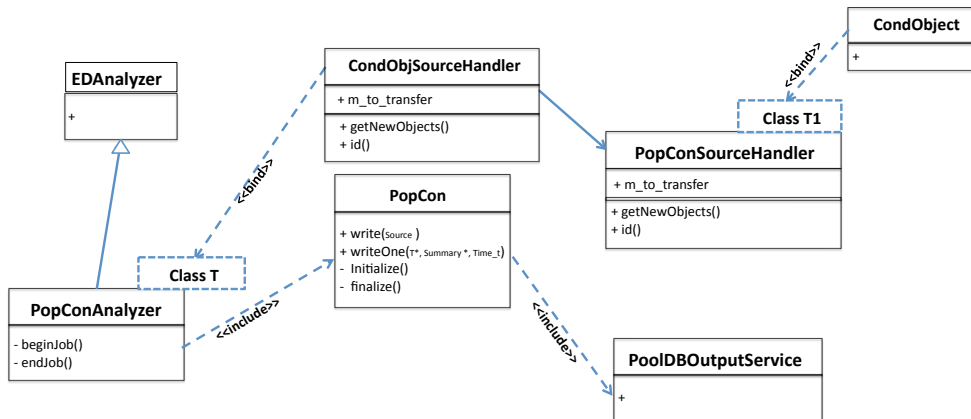 CondObject
+
<<bind>>
Class T1
EDAnalyzer
+
CondObjSourceHandler
+ m_to_transfer
+ getNewObjects()
+ id()
<<bind>>
PopConSourceHandler
+ m_to_transfer
+ getNewObjects()
+ id()
PopCon
+ write(Source )
+ writeOne(T*, Summary *, Time_t)
- Initialize()
- finalize()
Class T
PopConAnalyzer
- beginJob()
- endJob()
<<include>>
<<include>>
PoolDBOutputService
+